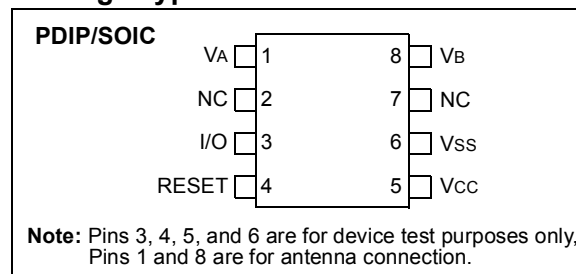 PDIP/SOIC
VA 1 8 VB
NC 2 7 NC
I/O 3 6 VSS
RESET 4 5 VCC
Note: Pins 3, 4, 5, and 6 are for device test purposes only,
Pins 1 and 8 are for antenna connection.